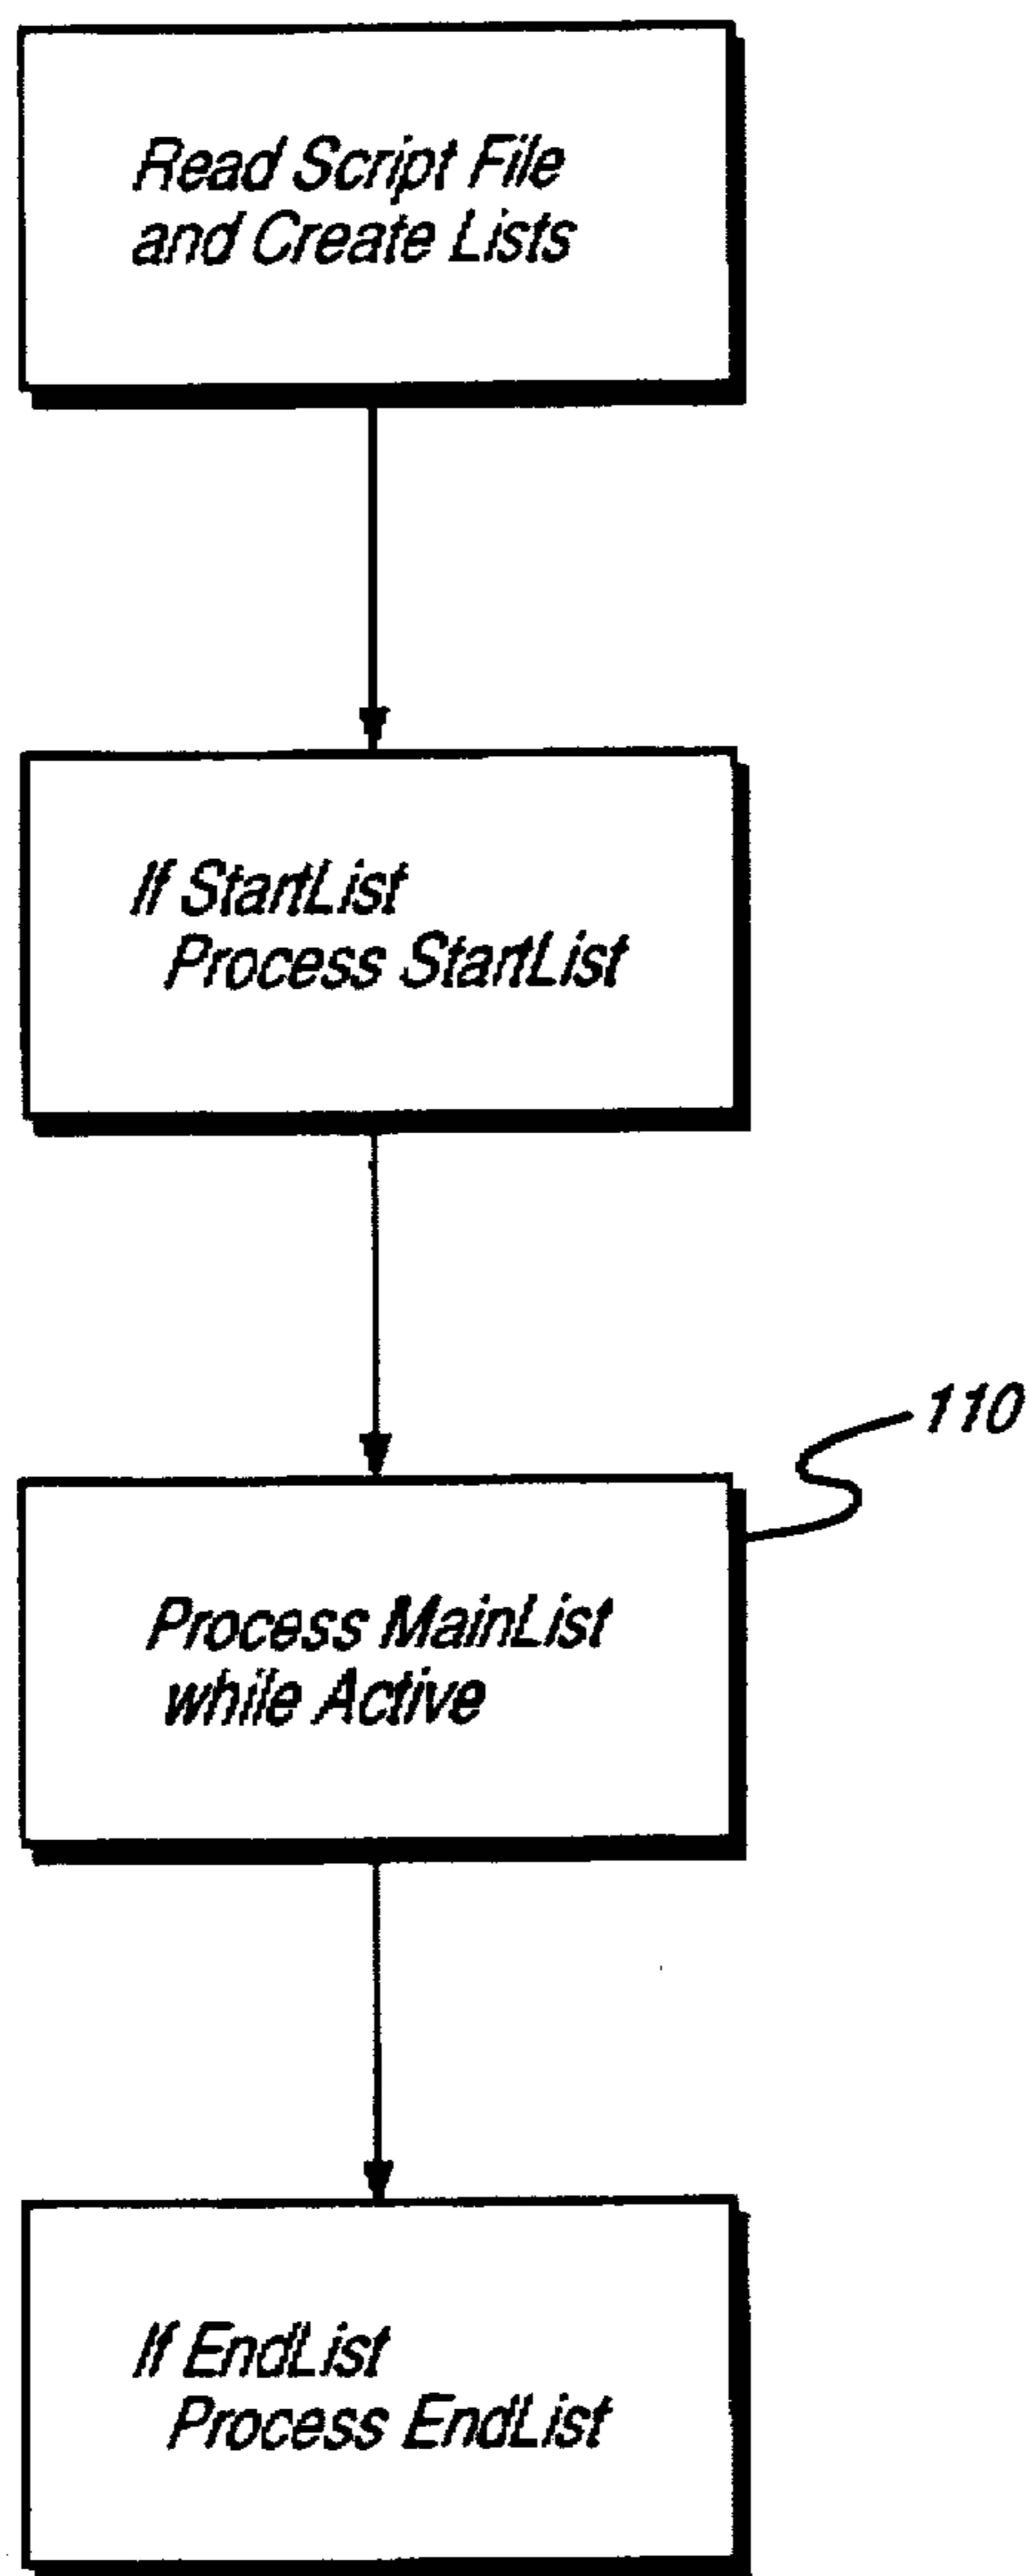 Read Script File
and Create Lists
If StartList
Process StartList
110
Process MainList
while Active
If EndList
Process EndList